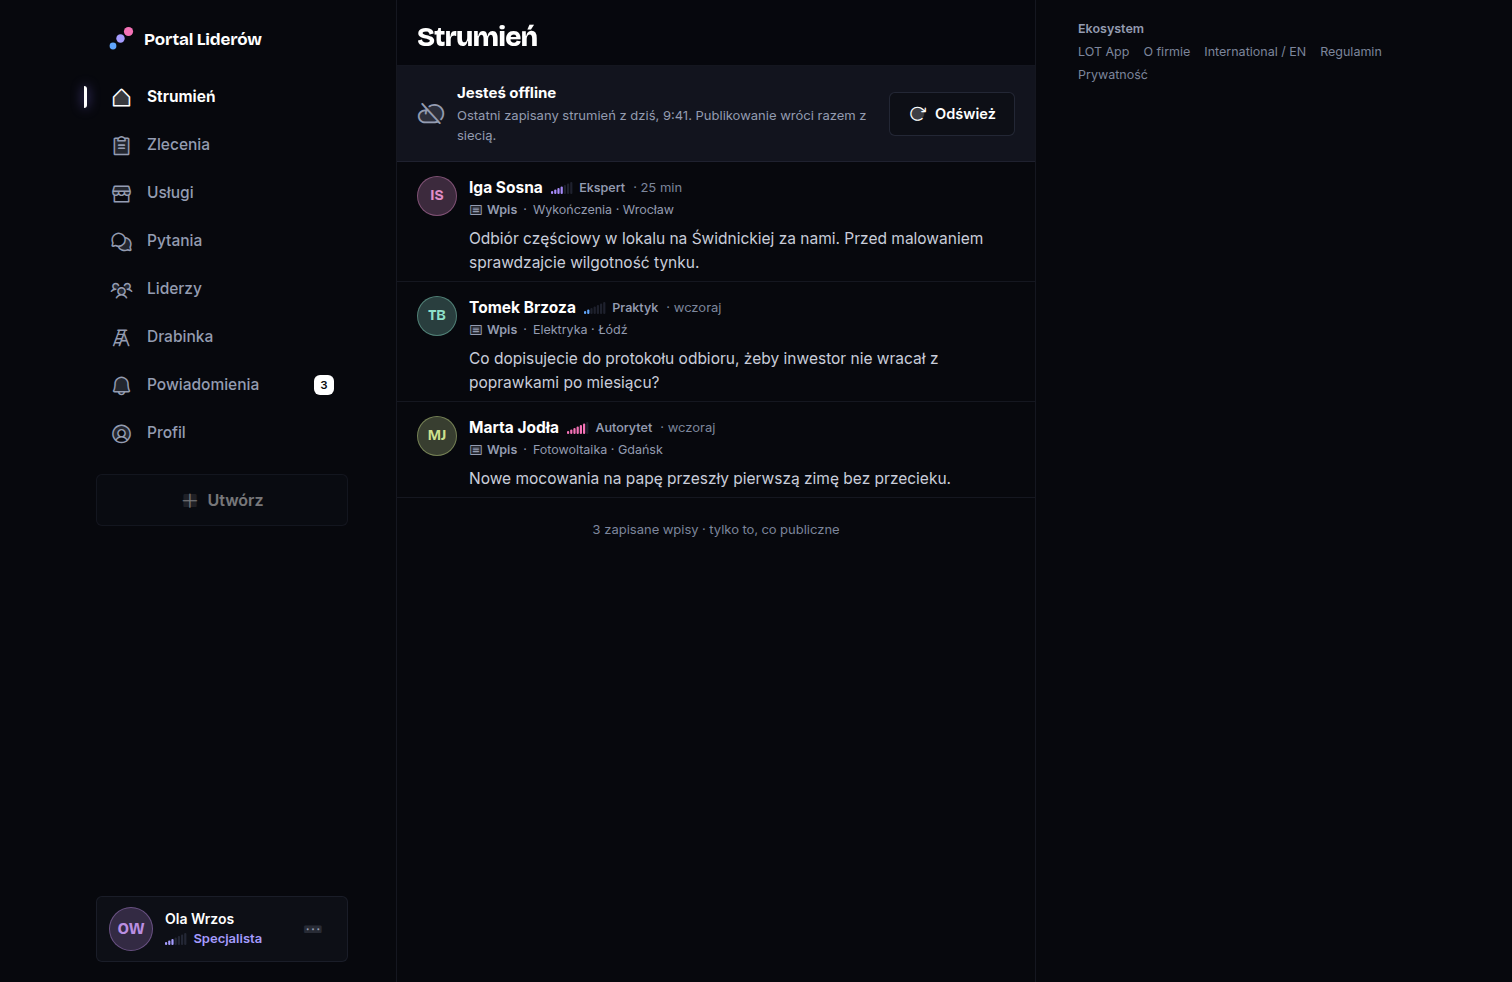 Portal Liderów
Strumień
Zlecenia
Usługi
Pytania
Liderzy
Drabinka
Powiadomienia 3
Profil
Utwórz
OW
Ola Wrzos
Specjalista
Strumień
Jesteś offline
Ostatni zapisany strumień z dziś, 9:41. Publikowanie wróci razem z
siecią.
Odśwież
IS
Iga Sosna Ekspert · 25 min
Wpis · Wykończenia · Wrocław
Odbiór częściowy w lokalu na Świdnickiej za nami. Przed malowaniem
sprawdzajcie wilgotność tynku.
TB
Tomek Brzoza Praktyk · wczoraj
Wpis · Elektryka · Łódź
Co dopisujecie do protokołu odbioru, żeby inwestor nie wracał z
poprawkami po miesiącu?
MJ
Marta Jodła Autorytet · wczoraj
Wpis · Fotowoltaika · Gdańsk
Nowe mocowania na papę przeszły pierwszą zimę bez przecieku.
3 zapisane wpisy · tylko to, co publiczne
Ekosystem
LOT App O firmie International / EN Regulamin
Prywatność